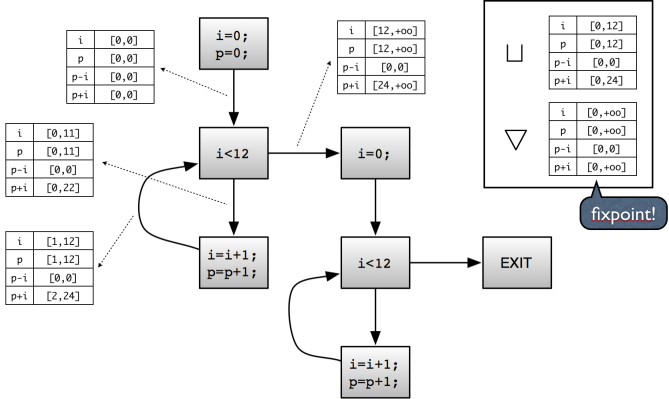 i=0;
p=0;
i [0,0]
p [0,0]
p-i [0,0]
p+i [0,0]
i [12,+oo]
p [12,+oo]
p-i [0,0]
p+i [24,+oo]
⊔
i [0,12]
p [0,12]
p-i [0,0]
p+i [0,24]
▽
i [0,+oo]
p [0,+oo]
p-i [0,0]
p+i [0,+oo]
fixpoint!
i [0,11]
p [0,11]
p-i [0,0]
p+i [0,22]
i<12
i=0;
i [1,12]
p [1,12]
p-i [0,0]
p+i [2,24]
i=i+1;
p=p+1;
i<12
EXIT
i=i+1;
p=p+1;